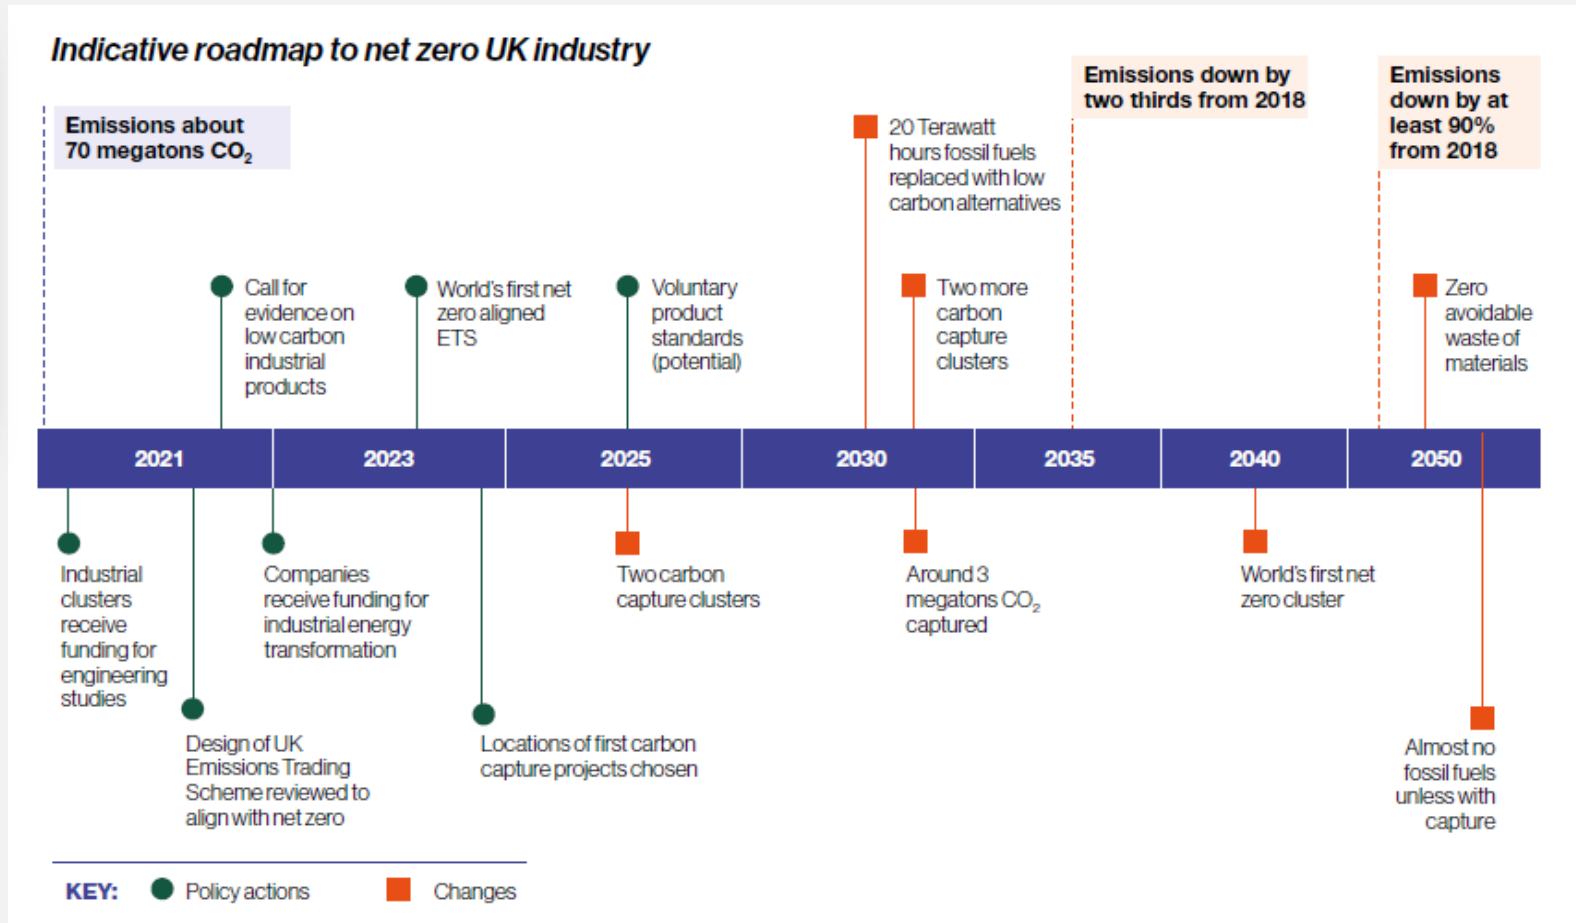 Indicative roadmap to net zero UK industry
Emissions about
70 megatons CO₂
Emissions down by
two thirds from 2018
Emissions
down by at
least 90%
from 2018
20 Terawatt
hours fossil fuels
replaced with low
carbon alternatives
Call for
evidence on
low carbon
industrial
products
World's first net
zero aligned
ETS
Voluntary
product
standards
(potential)
Two more
carbon
capture
clusters
Zero
avoidable
waste of
materials
2021
2023
2025
2030
2035
2040
2050
Industrial
clusters
receive
funding for
engineering
studies
Companies
receive funding for
industrial energy
transformation
Two carbon
capture clusters
Around 3
megatons CO₂
captured
World's first net
zero cluster
Design of UK
Emissions Trading
Scheme reviewed to
align with net zero
Locations of first carbon
capture projects chosen
Almost no
fossil fuels
unless with
capture
KEY:
Policy actions
Changes